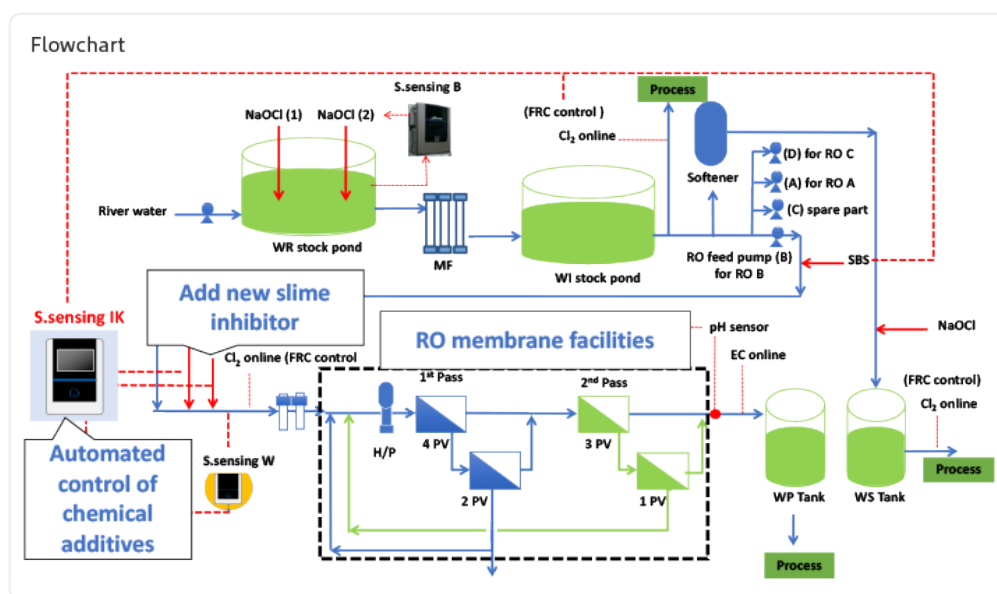 Flowchart
S.sensing B
NaOCl (1)
NaOCl (2)
(FRC control )
Process
Cl₂ online
Softener
(D) for RO C
(A) for RO A
(C) spare part
River water
WR stock pond
MF
WI stock pond
RO feed pump (B)
for RO B
SBS
Add new slime
inhibitor
S.sensing IK
RO membrane facilities
pH sensor
NaOCl
EC online
Cl₂ online (FRC control
1st Pass
2nd Pass
(FRC control)
Cl₂ online
H/P
4 PV
3 PV
Automated
control of
chemical
additives
S.sensing W
2 PV
1 PV
WP Tank
WS Tank
Process
Process